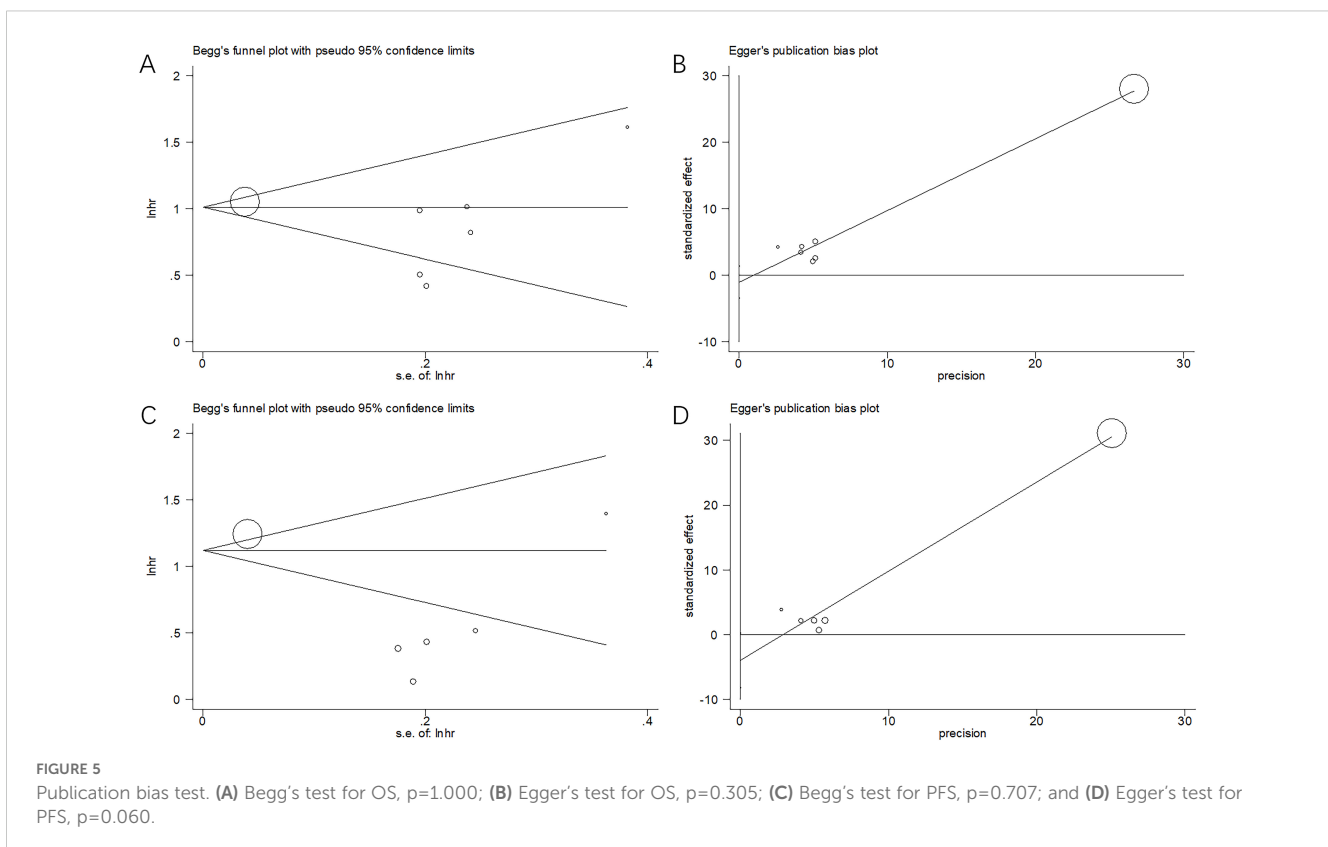 A
Begg's funnel plot with pseudo 95% confidence limits
2
1.5
1
.5
0
lnhr
0
.2
.4
s.e. of: lnhr
B
Egger's publication bias plot
30
20
10
0
-10
standardized effect
0
10
20
30
precision
C
Begg's funnel plot with pseudo 95% confidence limits
2
1.5
1
.5
0
lnhr
0
.2
.4
s.e. of: lnhr
D
Egger's publication bias plot
30
20
10
0
-10
standardized effect
0
10
20
30
precision
FIGURE 5
Publication bias test. (A) Begg's test for OS, p=1.000; (B) Egger's test for OS, p=0.305; (C) Begg's test for PFS, p=0.707; and (D) Egger's test for
PFS, p=0.060.